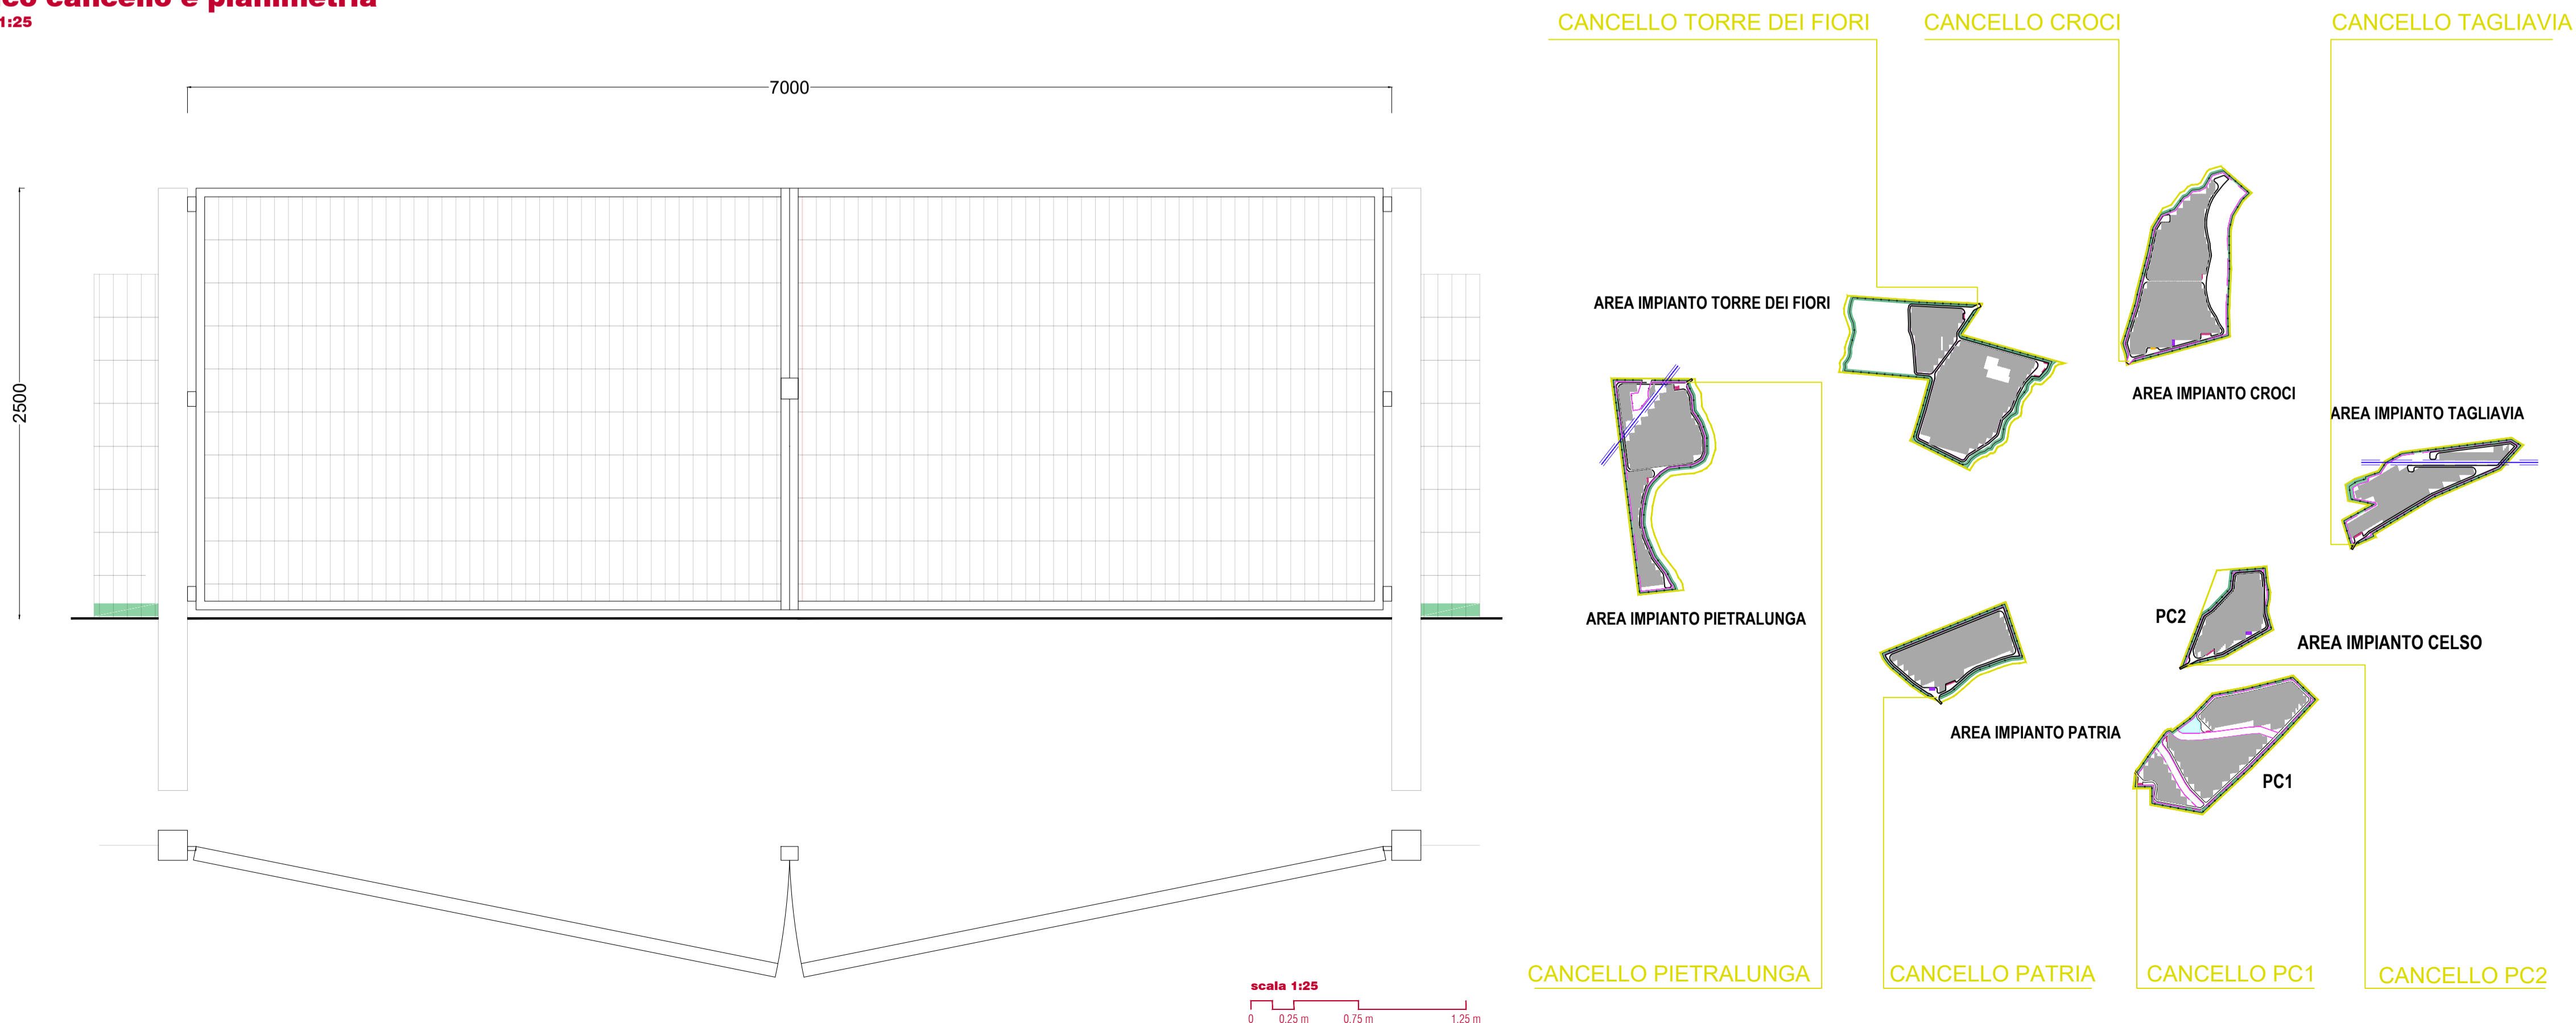 cancello e planimetria
1:25
7000
2500
CANCELLO TORRE DEI FIORI
CANCELLO CROCI
CANCELLO TAGLIAVIA
AREA IMPIANTO TORRE DEI FIORI
AREA IMPIANTO CROCI
AREA IMPIANTO TAGLIAVIA
AREA IMPIANTO PIETRALUNGA
PC2
AREA IMPIANTO CELSO
AREA IMPIANTO PATRIA
PC1
CANCELLO PIETRALUNGA
CANCELLO PATRIA
CANCELLO PC1
CANCELLO PC2
scala 1:25
0 0.25 m 0.75 m 1.25 m